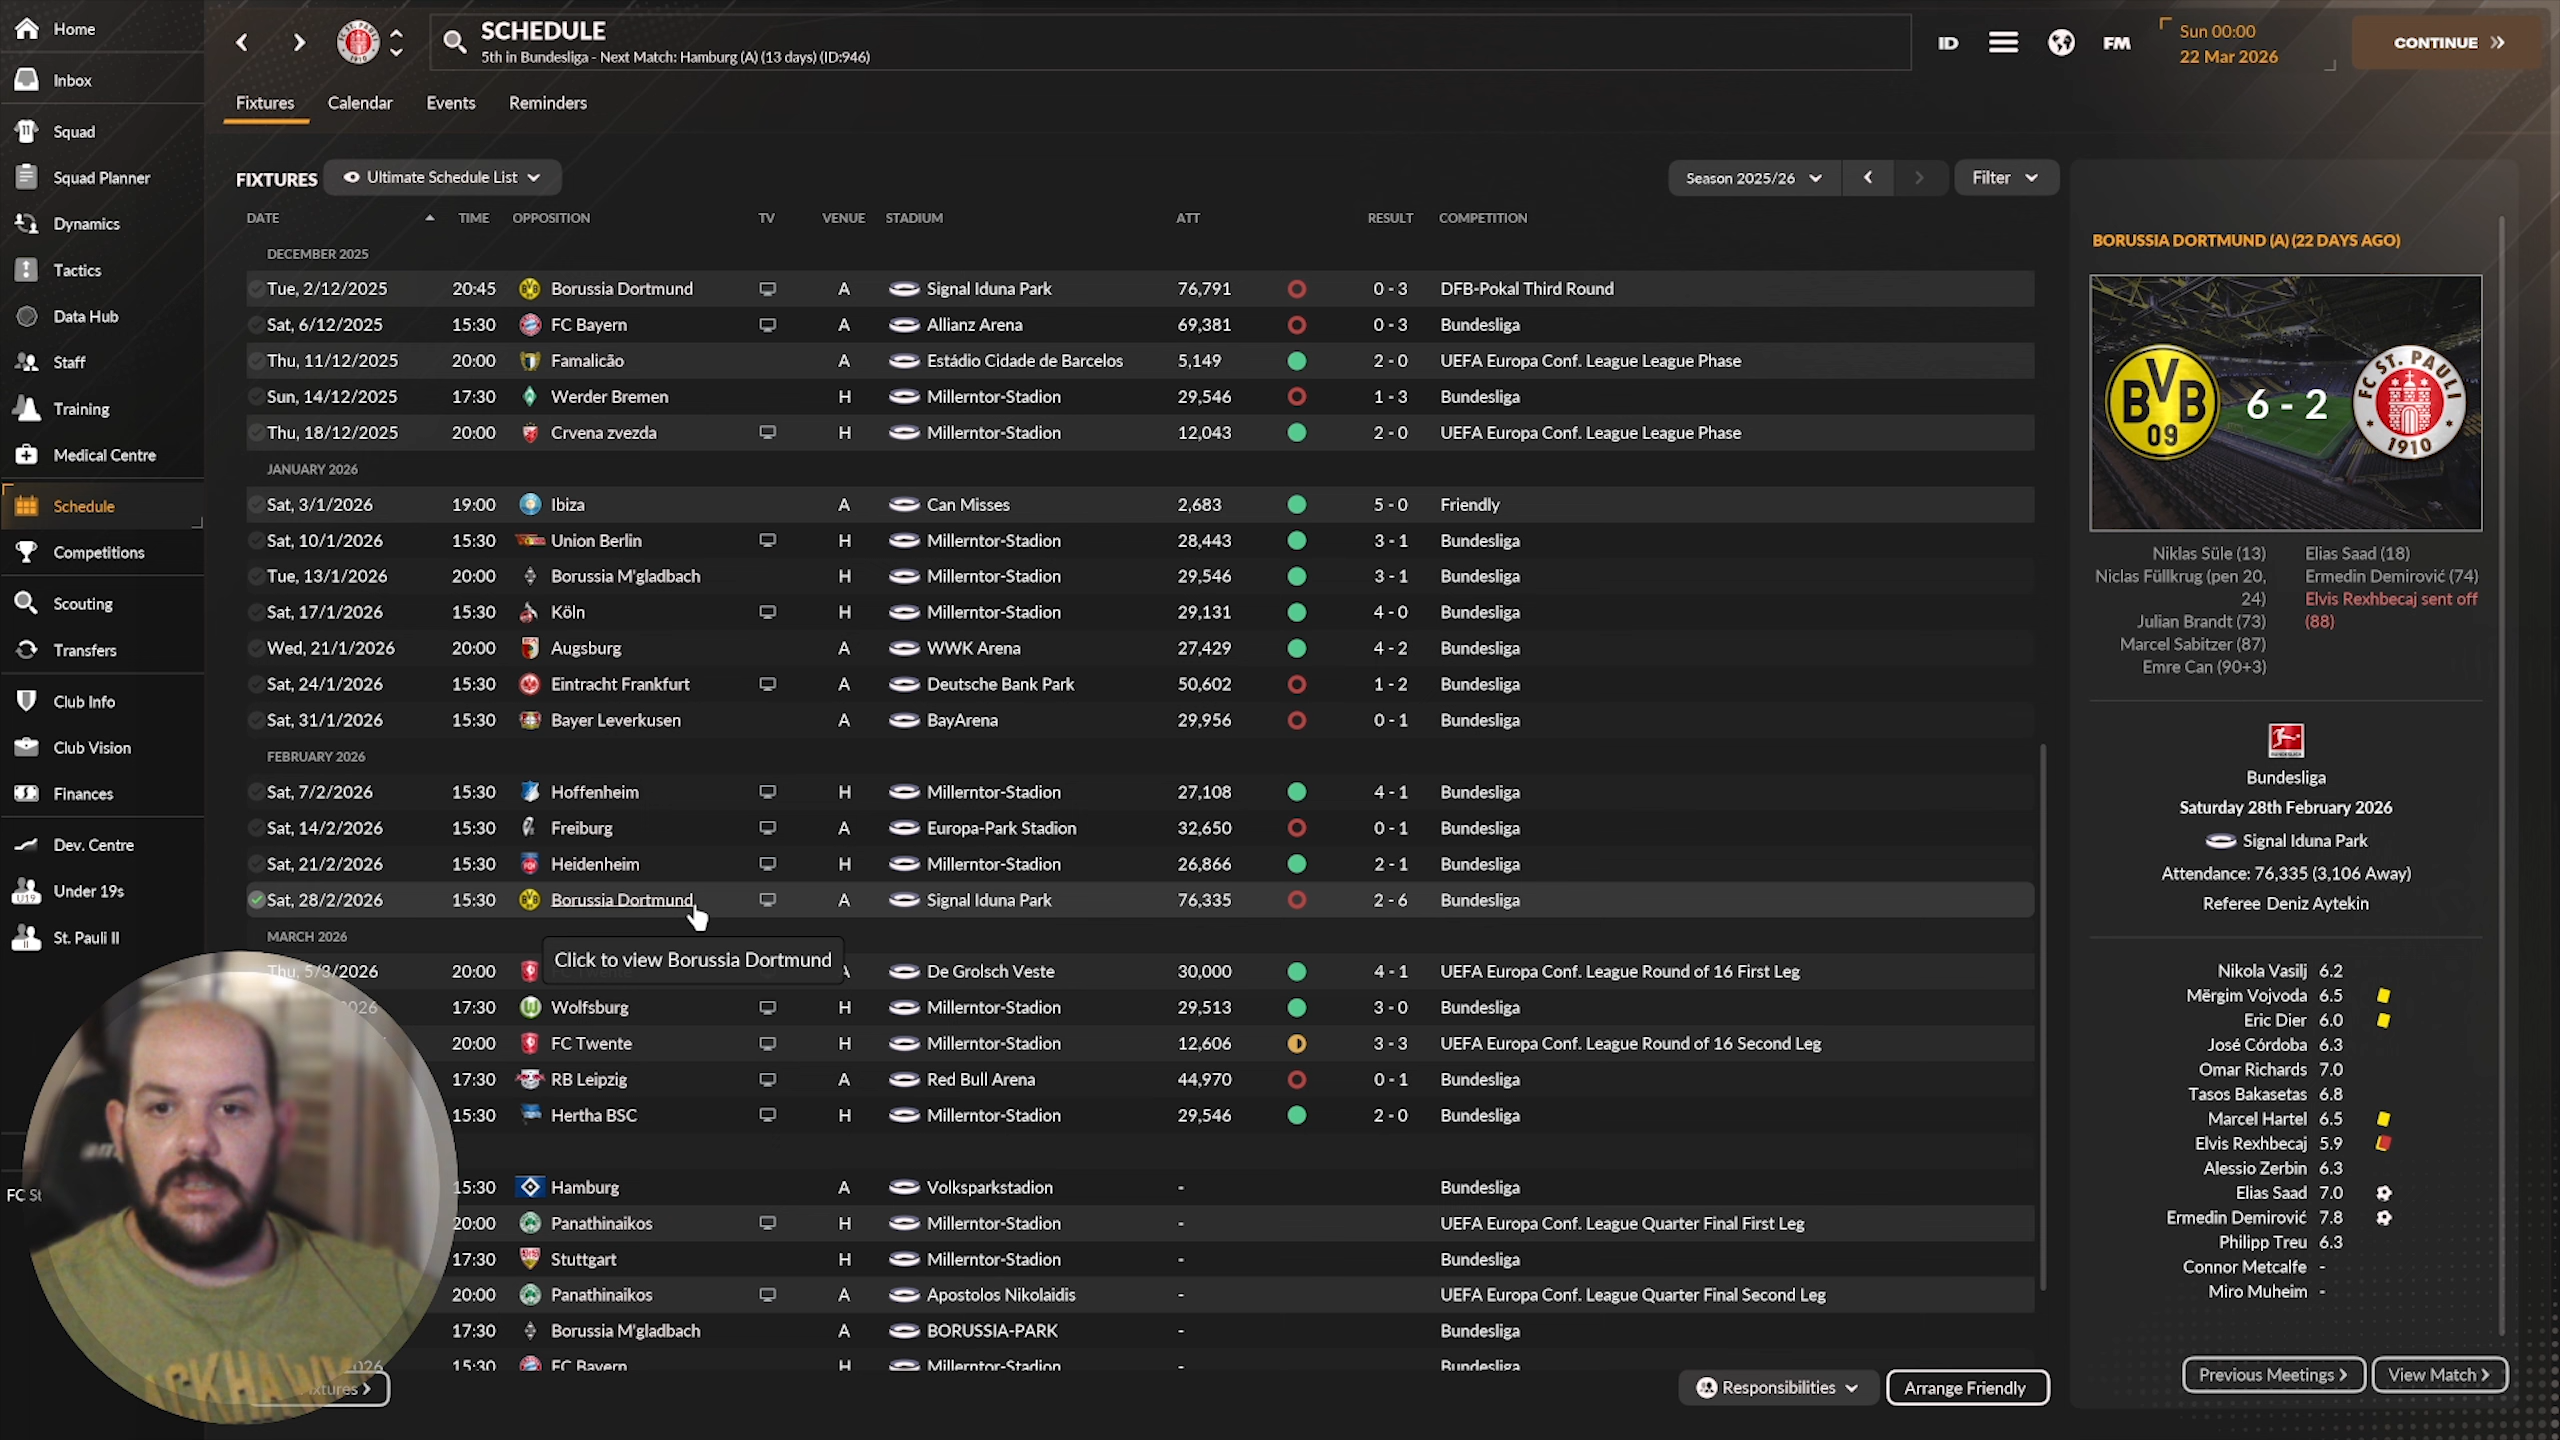 Home
Inbox
Squad
Squad Planner
Dynamics
Tactics
Data Hub
Staff
Training
Medical Centre
Schedule
Competitions
Scouting
Transfers
Club Info
Club Vision
Finances
Dev. Centre
Under 19s
St. Pauli II
FC St
SCHEDULE
5th in Bundesliga - Next Match: Hamburg (A) (13 days) (ID:946)
ID
FM
Sun 00:00
22 Mar 2026
CONTINUE
Fixtures Calendar Events Reminders
FIXTURES Ultimate Schedule List Season 2025/26 Filter
DATE TIME OPPOSITION TV VENUE STADIUM ATT RESULT COMPETITION
DECEMBER 2025
Tue, 2/12/2025 20:45 Borussia Dortmund A Signal Iduna Park 76,791 0 - 3 DFB-Pokal Third Round
Sat, 6/12/2025 15:30 FC Bayern A Allianz Arena 69,381 0 - 3 Bundesliga
Thu, 11/12/2025 20:00 Famalicão A Estádio Cidade de Barcelos 5,149 2 - 0 UEFA Europa Conf. League League Phase
Sun, 14/12/2025 17:30 Werder Bremen H Millerntor-Stadion 29,546 1 - 3 Bundesliga
Thu, 18/12/2025 20:00 Crvena zvezda H Millerntor-Stadion 12,043 2 - 0 UEFA Europa Conf. League League Phase
JANUARY 2026
Sat, 3/1/2026 19:00 Ibiza A Can Misses 2,683 5 - 0 Friendly
Sat, 10/1/2026 15:30 Union Berlin H Millerntor-Stadion 28,443 3 - 1 Bundesliga
Tue, 13/1/2026 20:00 Borussia M'gladbach H Millerntor-Stadion 29,546 3 - 1 Bundesliga
Sat, 17/1/2026 15:30 Köln H Millerntor-Stadion 29,131 4 - 0 Bundesliga
Wed, 21/1/2026 20:00 Augsburg A WWK Arena 27,429 4 - 2 Bundesliga
Sat, 24/1/2026 15:30 Eintracht Frankfurt A Deutsche Bank Park 50,602 1 - 2 Bundesliga
Sat, 31/1/2026 15:30 Bayer Leverkusen A BayArena 29,956 0 - 1 Bundesliga
FEBRUARY 2026
Sat, 7/2/2026 15:30 Hoffenheim H Millerntor-Stadion 27,108 4 - 1 Bundesliga
Sat, 14/2/2026 15:30 Freiburg A Europa-Park Stadion 32,650 0 - 1 Bundesliga
Sat, 21/2/2026 15:30 Heidenheim H Millerntor-Stadion 26,866 2 - 1 Bundesliga
Sat, 28/2/2026 15:30 Borussia Dortmund A Signal Iduna Park 76,335 2 - 6 Bundesliga
MARCH 2026
Click to view Borussia Dortmund
Thu, 5/3/2026 20:00 A De Grolsch Veste 30,000 4 - 1 UEFA Europa Conf. League Round of 16 First Leg
17:30 Wolfsburg H Millerntor-Stadion 29,513 3 - 0 Bundesliga
20:00 FC Twente H Millerntor-Stadion 12,606 3 - 3 UEFA Europa Conf. League Round of 16 Second Leg
17:30 RB Leipzig A Red Bull Arena 44,970 0 - 1 Bundesliga
15:30 Hertha BSC H Millerntor-Stadion 29,546 2 - 0 Bundesliga
15:30 Hamburg A Volksparkstadion - Bundesliga
20:00 Panathinaikos H Millerntor-Stadion - UEFA Europa Conf. League Quarter Final First Leg
17:30 Stuttgart H Millerntor-Stadion - Bundesliga
20:00 Panathinaikos A Apostolos Nikolaidis - UEFA Europa Conf. League Quarter Final Second Leg
17:30 Borussia M'gladbach A BORUSSIA-PARK - Bundesliga
15:30 FC Bayern H Millerntor-Stadion - Bundesliga
Responsibilities Arrange Friendly
BORUSSIA DORTMUND (A) (22 DAYS AGO)
BVB 09
6 - 2
FC ST. PAULI 1910
Niklas Süle (13)
Niclas Füllkrug (pen 20,
24)
Julian Brandt (73)
Marcel Sabitzer (87)
Emre Can (90+3)
Elias Saad (18)
Ermedin Demirović (74)
Elvis Rexhbecaj sent off
(88)
Bundesliga
Saturday 28th February 2026
Signal Iduna Park
Attendance: 76,335 (3,106 Away)
Referee Deniz Aytekin
Nikola Vasilj 6.2
Mërgim Vojvoda 6.5
Eric Dier 6.0
José Córdoba 6.3
Omar Richards 7.0
Tasos Bakasetas 6.8
Marcel Hartel 6.5
Elvis Rexhbecaj 5.9
Alessio Zerbin 6.3
Elias Saad 7.0
Ermedin Demirović 7.8
Philipp Treu 6.3
Connor Metcalfe -
Miro Muheim -
Previous Meetings View Match